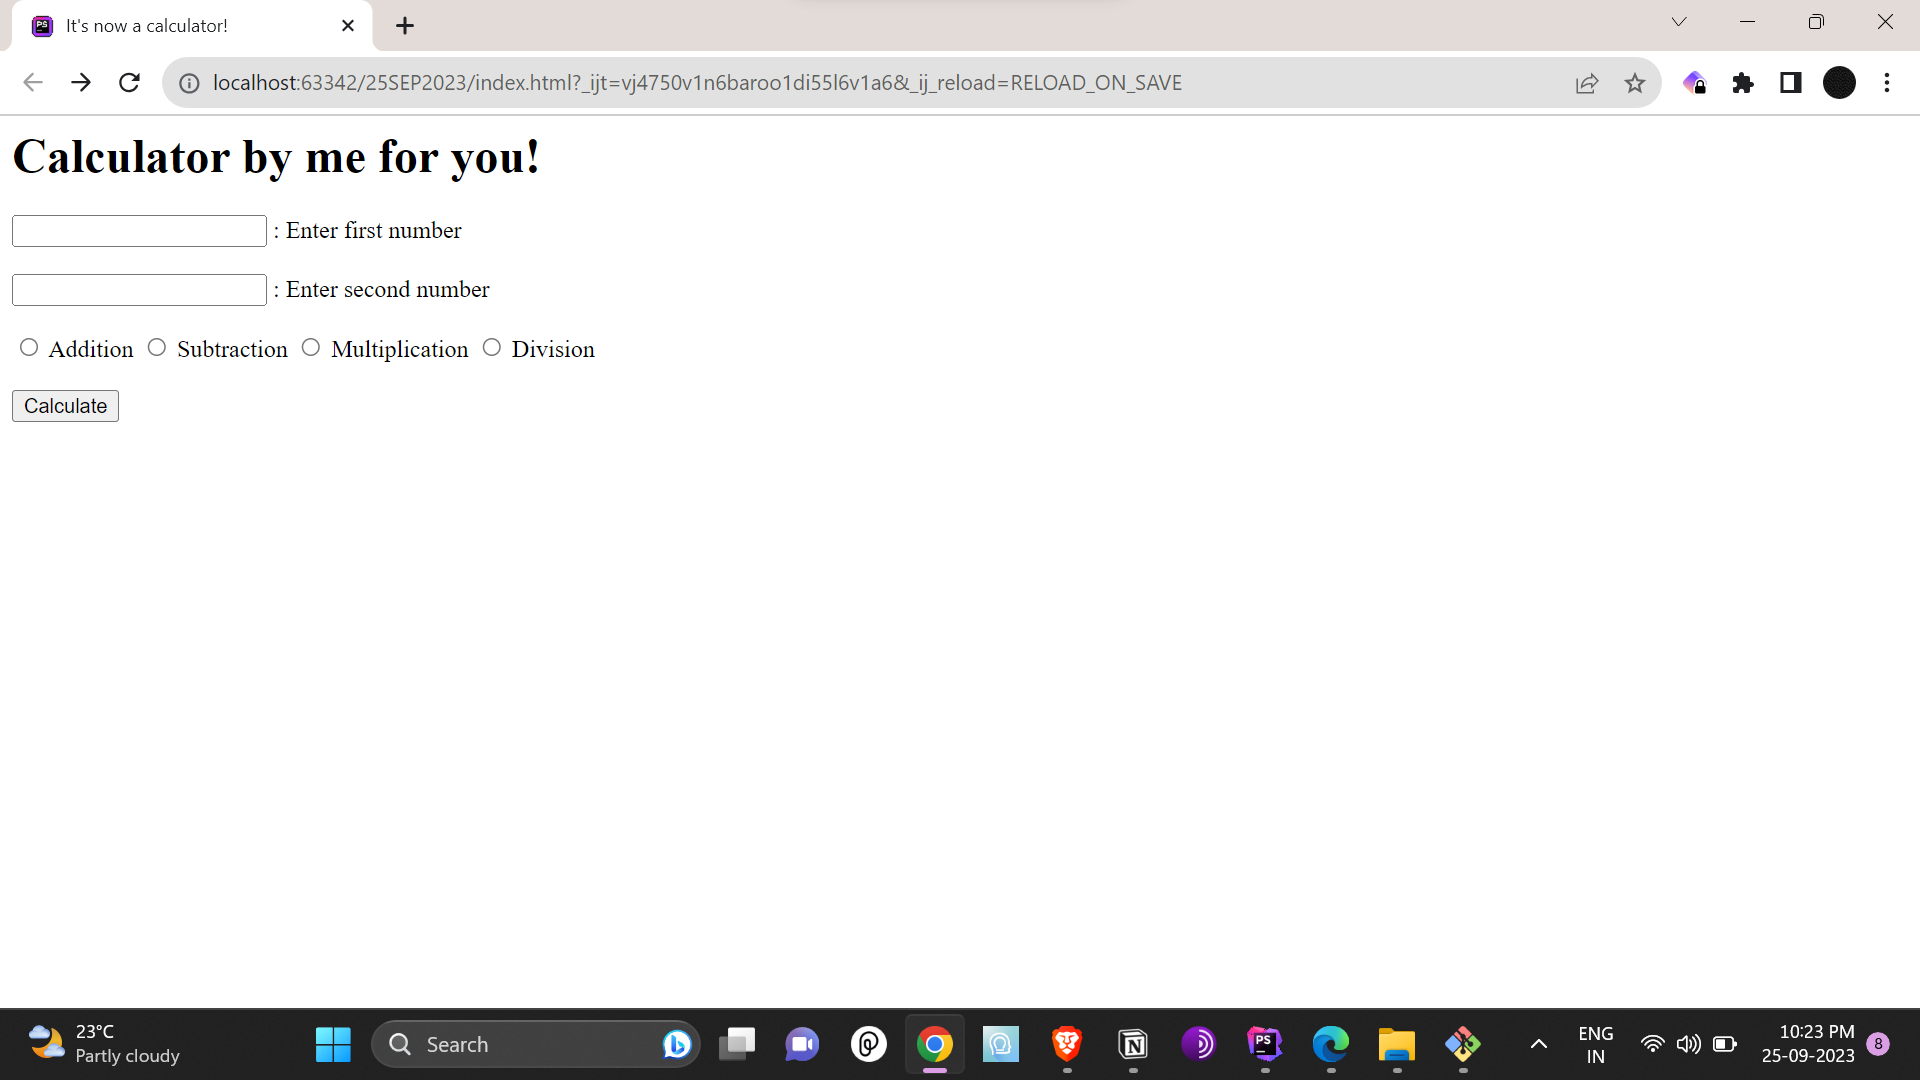 It's now a calculator!
localhost:63342/25SEP2023/index.html?_ijt=vj4750v1n6baroo1di55l6v1a6&_ij_reload=RELOAD_ON_SAVE
Calculator by me for you!
: Enter first number
: Enter second number
Addition Subtraction Multiplication Division
Calculate
23°C
Partly cloudy
Search
PS
ENG
IN
10:23 PM
25-09-2023
8